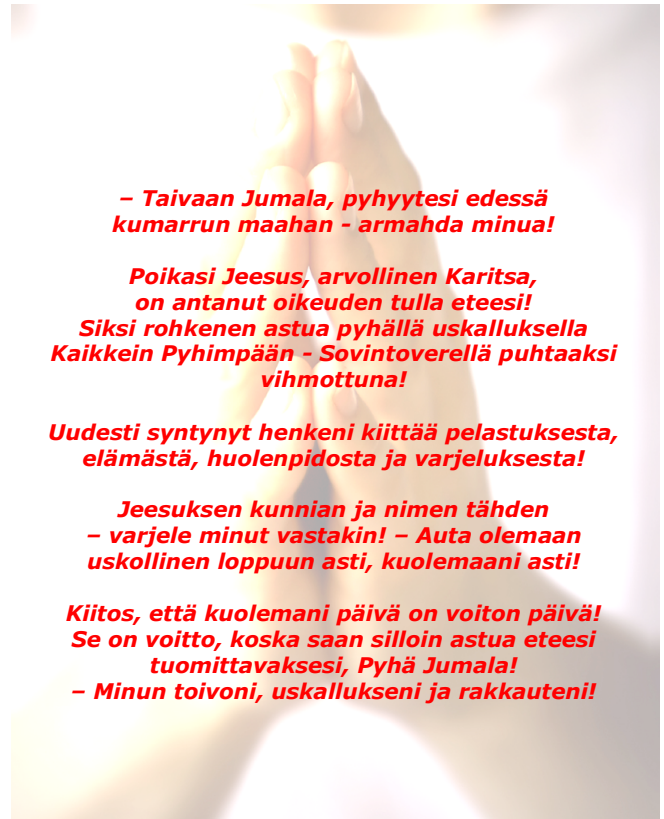 – Taivaan Jumala, pyhyytesi edessä
kumarrun maahan - armahda minua!
Poikasi Jeesus, arvollinen Karitsa,
on antanut oikeuden tulla eteesi!
Siksi rohkenen astua pyhällä uskalluksella
Kaikkein Pyhimpään - Sovintoverellä puhtaaksi
vihmottuna!
Uudesti syntynyt henkeni kiittää pelastuksesta,
elämästä, huolenpidosta ja varjeluksesta!
Jeesuksen kunnian ja nimen tähden
– varjele minut vastakin! – Auta olemaan
uskollinen loppuun asti, kuolemaani asti!
Kiitos, että kuolemani päivä on voiton päivä!
Se on voitto, koska saan silloin astua eteesi
tuomittavaksesi, Pyhä Jumala!
– Minun toivoni, uskallukseni ja rakkauteni!